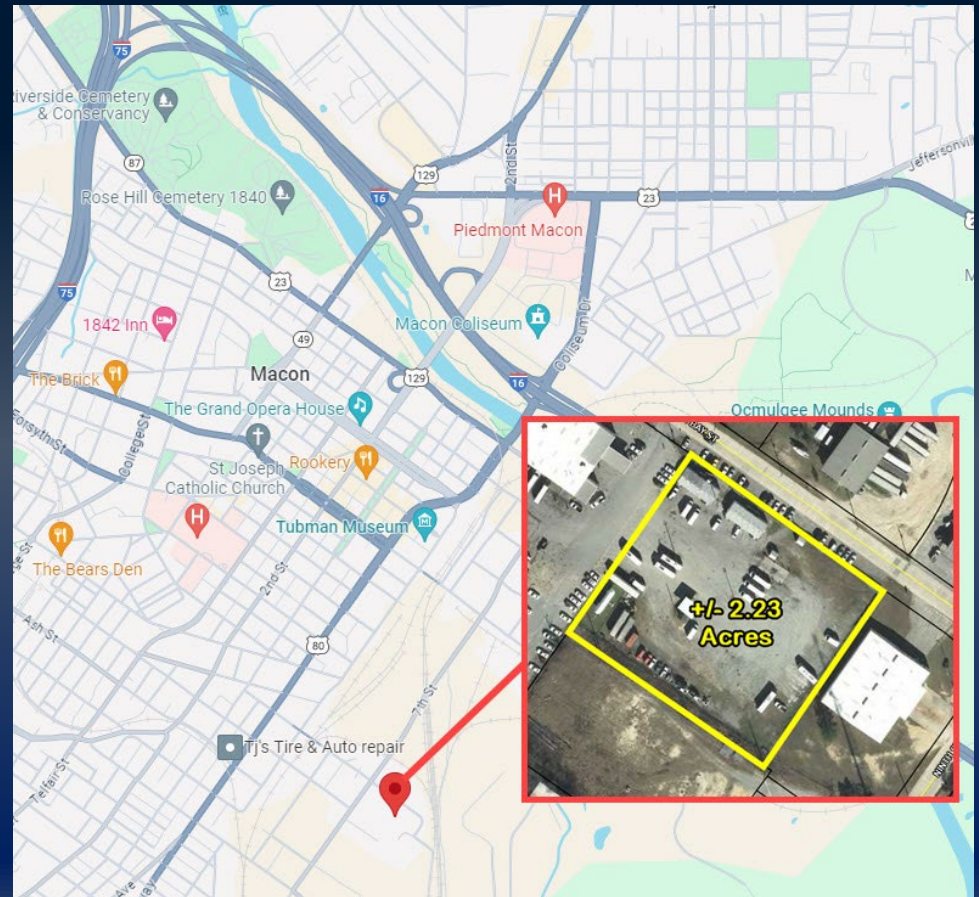 75
Riverside Cemetery
& Conservancy
87
129
2nd St
Jeffersonvil
Rose Hill Cemetery 1840
16
H
23
Piedmont Macon
23
75
1842 Inn
49
Macon Coliseum
Coliseum Dr
The Brick
Macon
129
16
The Grand Opera House
Ocmulgee Mounds
Forsyth St
College St
St Joseph
Catholic Church
Rookery
H
Tubman Museum
The Bears Den
2nd St
+/- 2.23
Acres
Ash St
80
7th St
Tj's Tire & Auto repair
Telfair St
Ave